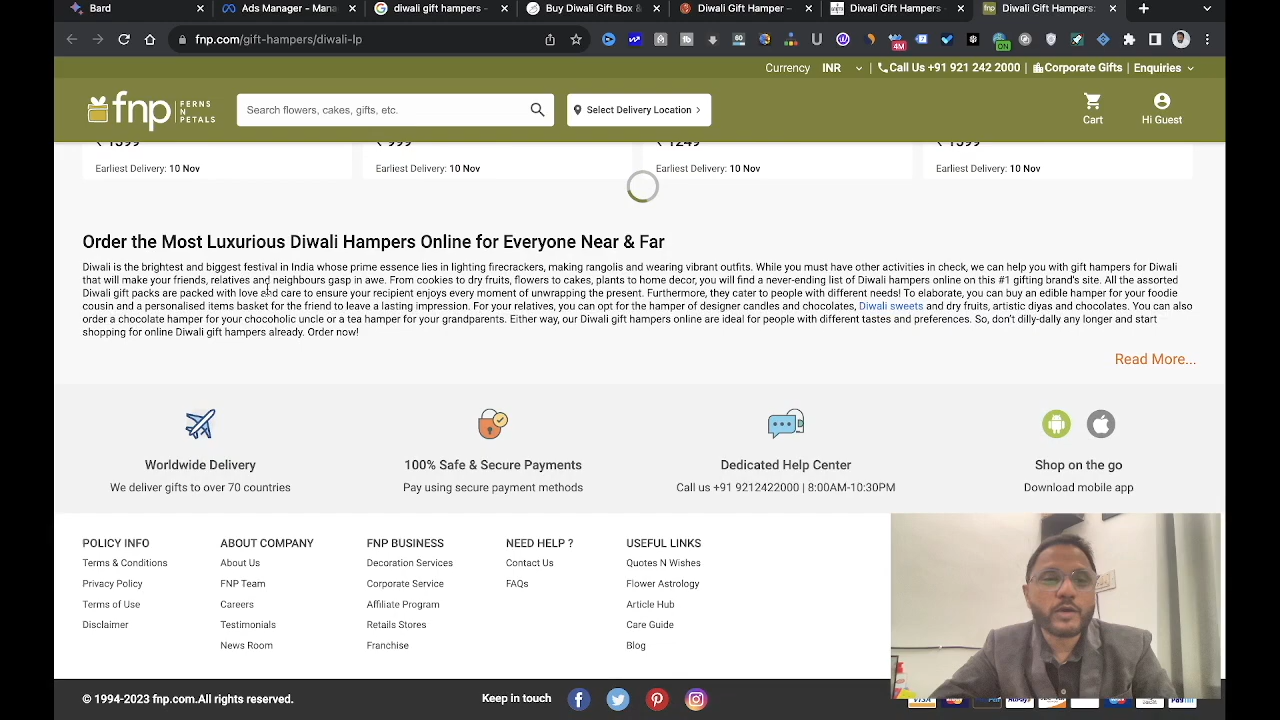 Bard
Ads Manager - Mana
diwali gift hampers -
Buy Diwali Gift Box &
Diwali Gift Hamper –
Diwali Gift Hampers
Diwali Gift Hampers:
fnp.com/gift-hampers/diwali-lp
4M
ON
Currency INR | Call Us +91 921 242 2000 | Corporate Gifts | Enquiries
fnp FERNS N PETALS
Search flowers, cakes, gifts, etc.
Select Delivery Location
Cart
Hi Guest
₹ 1399 ₹ 999 ₹ 1249 ₹ 1399
Earliest Delivery: 10 Nov Earliest Delivery: 10 Nov Earliest Delivery: 10 Nov Earliest Delivery: 10 Nov
Order the Most Luxurious Diwali Hampers Online for Everyone Near & Far
Diwali is the brightest and biggest festival in India whose prime essence lies in lighting firecrackers, making rangolis and wearing vibrant outfits. While you must have other activities in check, we can help you with gift hampers for Diwali
that will make your friends, relatives and neighbours gasp in awe. From cookies to dry fruits, flowers to cakes, plants to home decor, you will find a never-ending list of Diwali hampers online on this #1 gifting brand's site. All the assorted
Diwali gift packs are packed with love and care to ensure your recipient enjoys every moment of unwrapping the present. Furthermore, they cater to people with different needs! To elaborate, you can buy an edible hamper for your foodie
cousin and a personalised items basket for the friend to leave a lasting impression. For your relatives, you can opt for the hamper of designer candles and chocolates, Diwali sweets and dry fruits, artistic diyas and chocolates. You can also
order a chocolate hamper for your chocoholic uncle or a tea hamper for your grandparents. Either way, our Diwali gift hampers online are ideal for people with different tastes and preferences. So, don't dilly-dally any longer and start
shopping for online Diwali gift hampers already. Order now!
Read More...
Worldwide Delivery
We deliver gifts to over 70 countries
100% Safe & Secure Payments
Pay using secure payment methods
Dedicated Help Center
Call us +91 9212422000 | 8:00AM-10:30PM
Shop on the go
Download mobile app
POLICY INFO
Terms & Conditions
Privacy Policy
Terms of Use
Disclaimer
ABOUT COMPANY
About Us
FNP Team
Careers
Testimonials
News Room
FNP BUSINESS
Decoration Services
Corporate Service
Affiliate Program
Retails Stores
Franchise
NEED HELP ?
Contact Us
FAQs
USEFUL LINKS
Quotes N Wishes
Flower Astrology
Article Hub
Care Guide
Blog
© 1994-2023 fnp.com All rights reserved.
Keep in touch